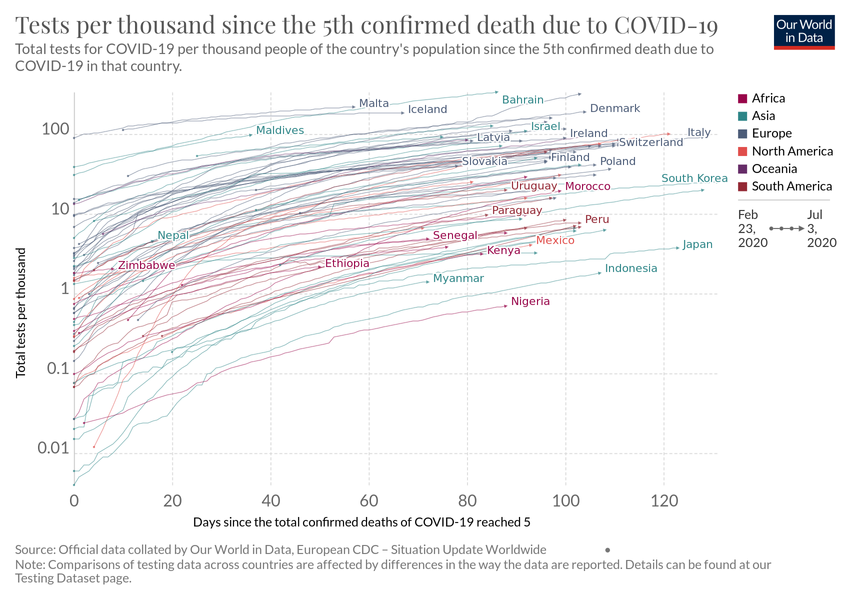 Tests per thousand since the 5th confirmed death due to COVID-19
Total tests for COVID-19 per thousand people of the country's population since the 5th confirmed death due to
COVID-19 in that country.
Our World
in Data
Total tests per thousand
100
10
1
0.1
0.01
0
20
40
60
80
100
120
Days since the total confirmed deaths of COVID-19 reached 5
Malta
Iceland
Bahrain
Denmark
Maldives
Israel
Latvia
Ireland
Italy
Switzerland
Slovakia
Finland
Poland
South Korea
Uruguay
Morocco
Paraguay
Peru
Nepal
Senegal
Mexico
Japan
Kenya
Zimbabwe
Ethiopia
Indonesia
Myanmar
Nigeria
Africa
Asia
Europe
North America
Oceania
South America
Feb
23,
2020
Jul
3,
2020
Source: Official data collated by Our World in Data, European CDC – Situation Update Worldwide
Note: Comparisons of testing data across countries are affected by differences in the way the data are reported. Details can be found at our
Testing Dataset page.